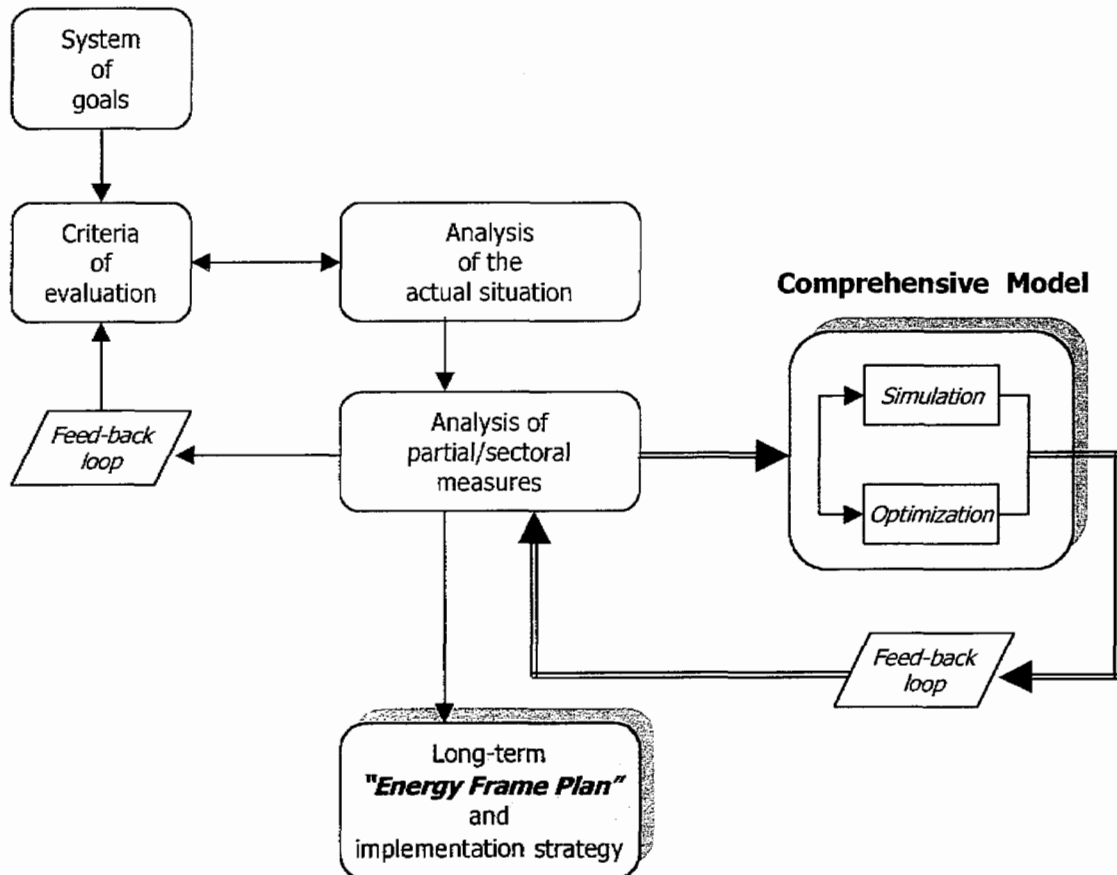 System
of
goals
Criteria
of
evaluation
Analysis
of the
actual situation
Comprehensive Model
Simulation
Optimization
Feed-back
loop
Analysis of
partial/sectoral
measures
Feed-back
loop
Long-term
"Energy Frame Plan"
and
implementation strategy